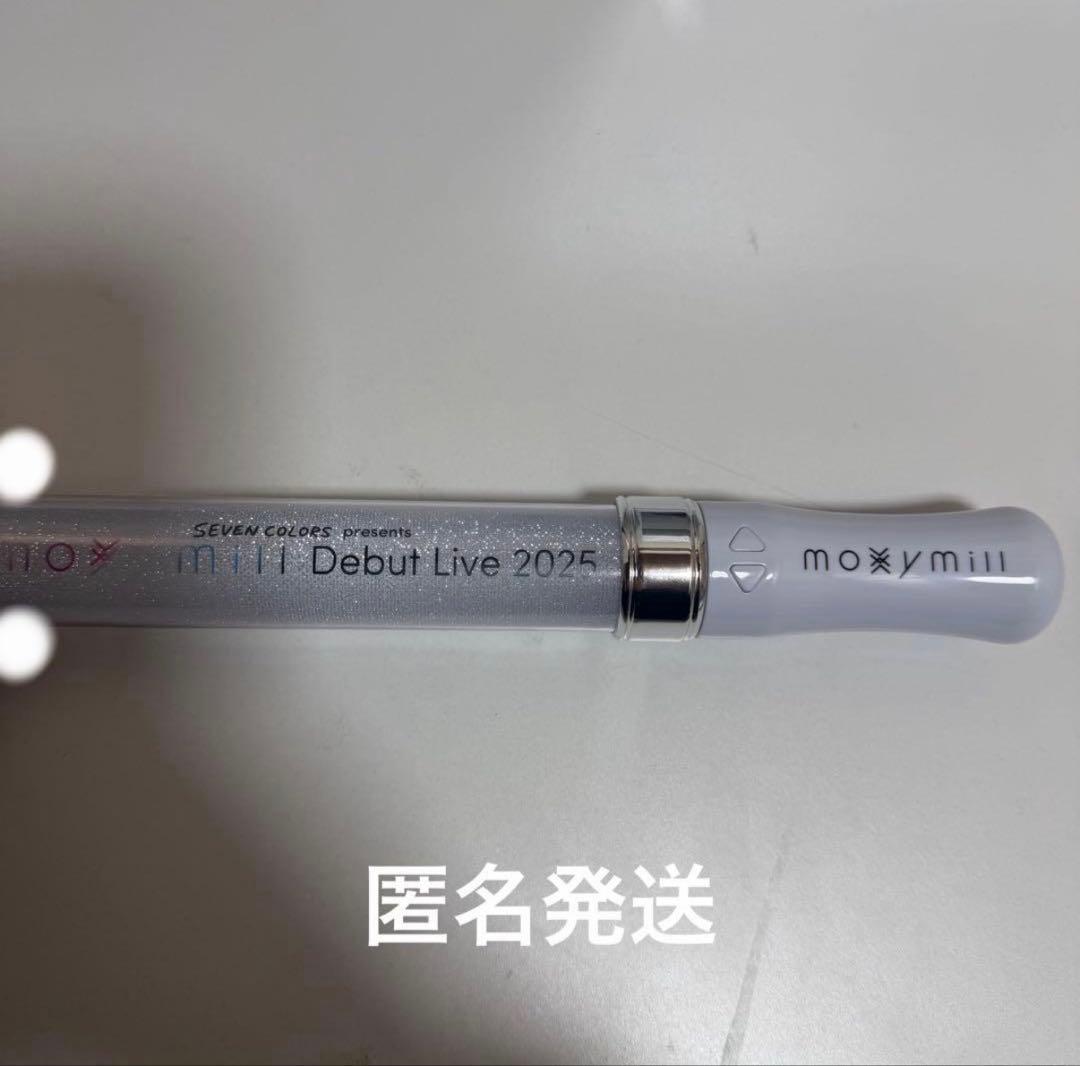 SEVEN COLORS presents
mill Debut Live 2025
moxymill
匿名発送